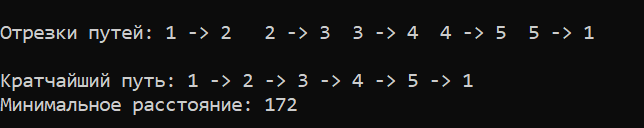 Отрезки путей: 1 -> 2   2 -> 3  3 -> 4  4 -> 5  5 -> 1
Кратчайший путь: 1 -> 2 -> 3 -> 4 -> 5 -> 1
Минимальное расстояние: 172